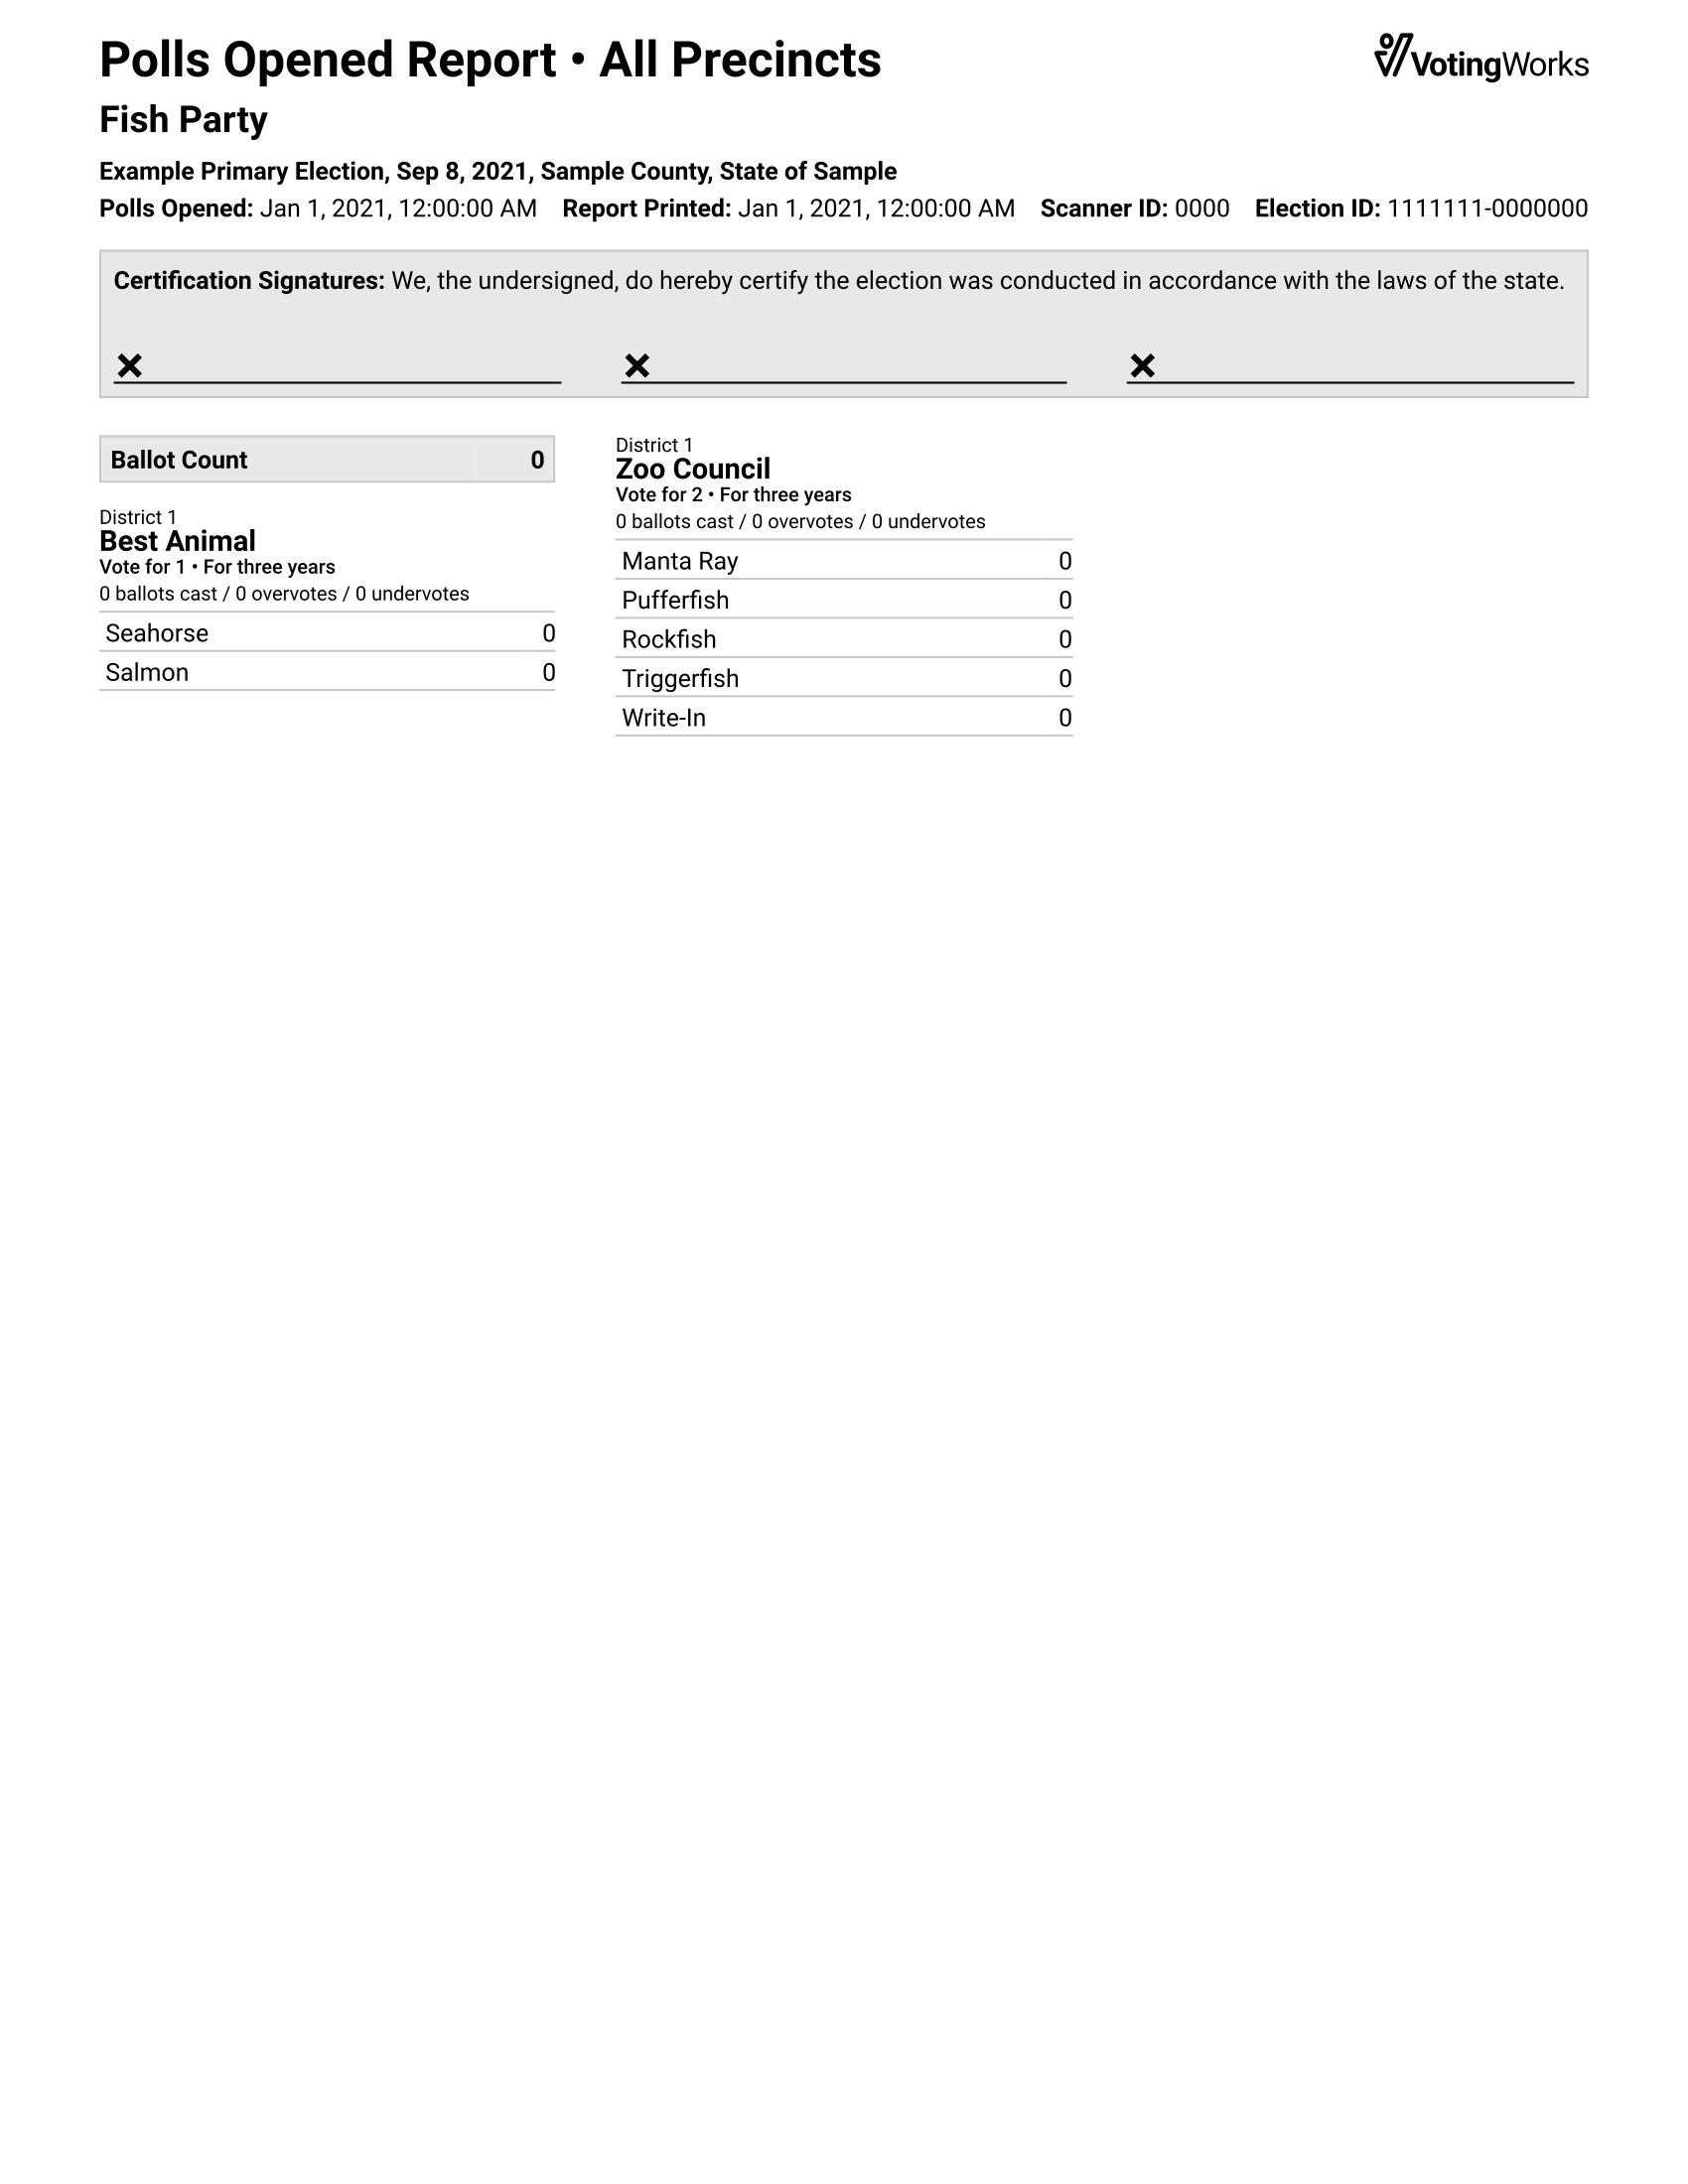 Polls Opened Report • All Precincts
VotingWorks
Fish Party
Example Primary Election, Sep 8, 2021, Sample County, State of Sample
Polls Opened: Jan 1, 2021, 12:00:00 AM Report Printed: Jan 1, 2021, 12:00:00 AM Scanner ID: 0000 Election ID: 1111111-0000000
Certification Signatures: We, the undersigned, do hereby certify the election was conducted in accordance with the laws of the state.
Ballot Count 0
District 1
Best Animal
Vote for 1 • For three years
0 ballots cast / 0 overvotes / 0 undervotes
Seahorse 0
Salmon 0
District 1
Zoo Council
Vote for 2 • For three years
0 ballots cast / 0 overvotes / 0 undervotes
Manta Ray 0
Pufferfish 0
Rockfish 0
Triggerfish 0
Write-In 0